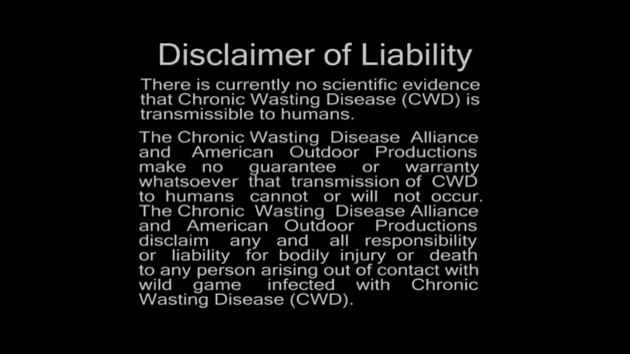 Disclaimer of Liability
There is currently no scientific evidence
that Chronic Wasting Disease (CWD) is
transmissible to humans.
The Chronic Wasting Disease Alliance
and American Outdoor Productions
make no guarantee or warranty
whatsoever that transmission of CWD
to humans cannot or will not occur.
The Chronic Wasting Disease Alliance
and American Outdoor Productions
disclaim any and all responsibility
or liability for bodily injury or death
to any person arising out of contact with
wild game infected with Chronic
Wasting Disease (CWD).